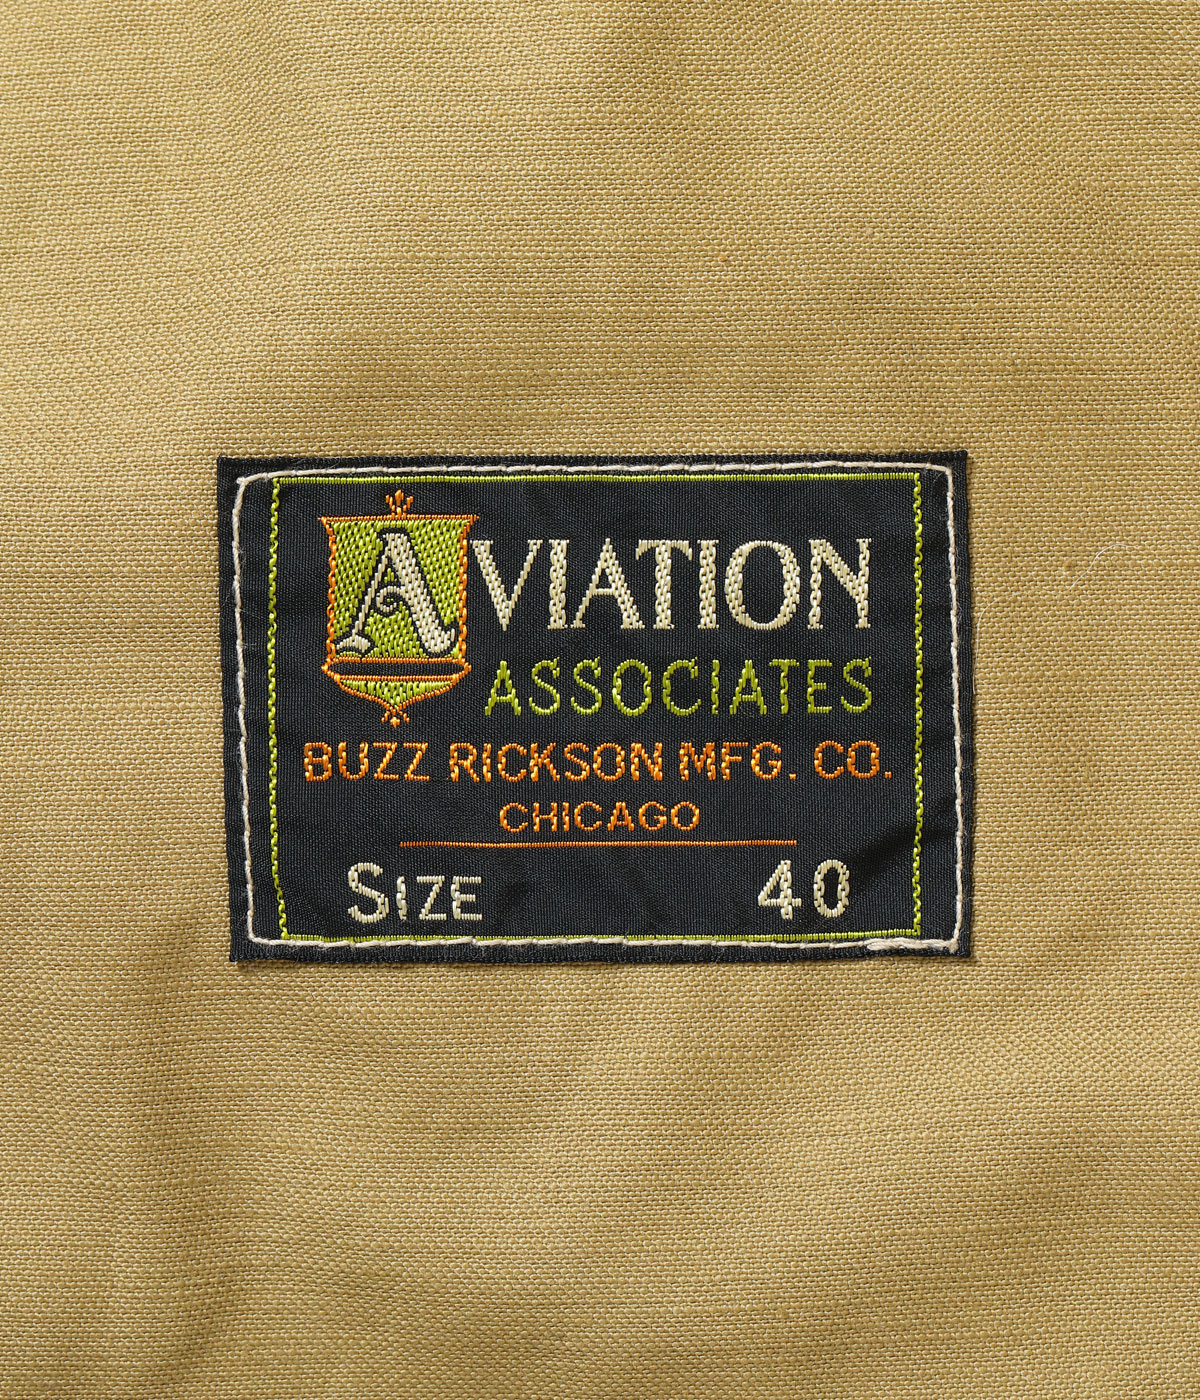 AVIATION
ASSOCIATES
BUZZ RICKSON MFG. CO.
CHICAGO
SIZE 40